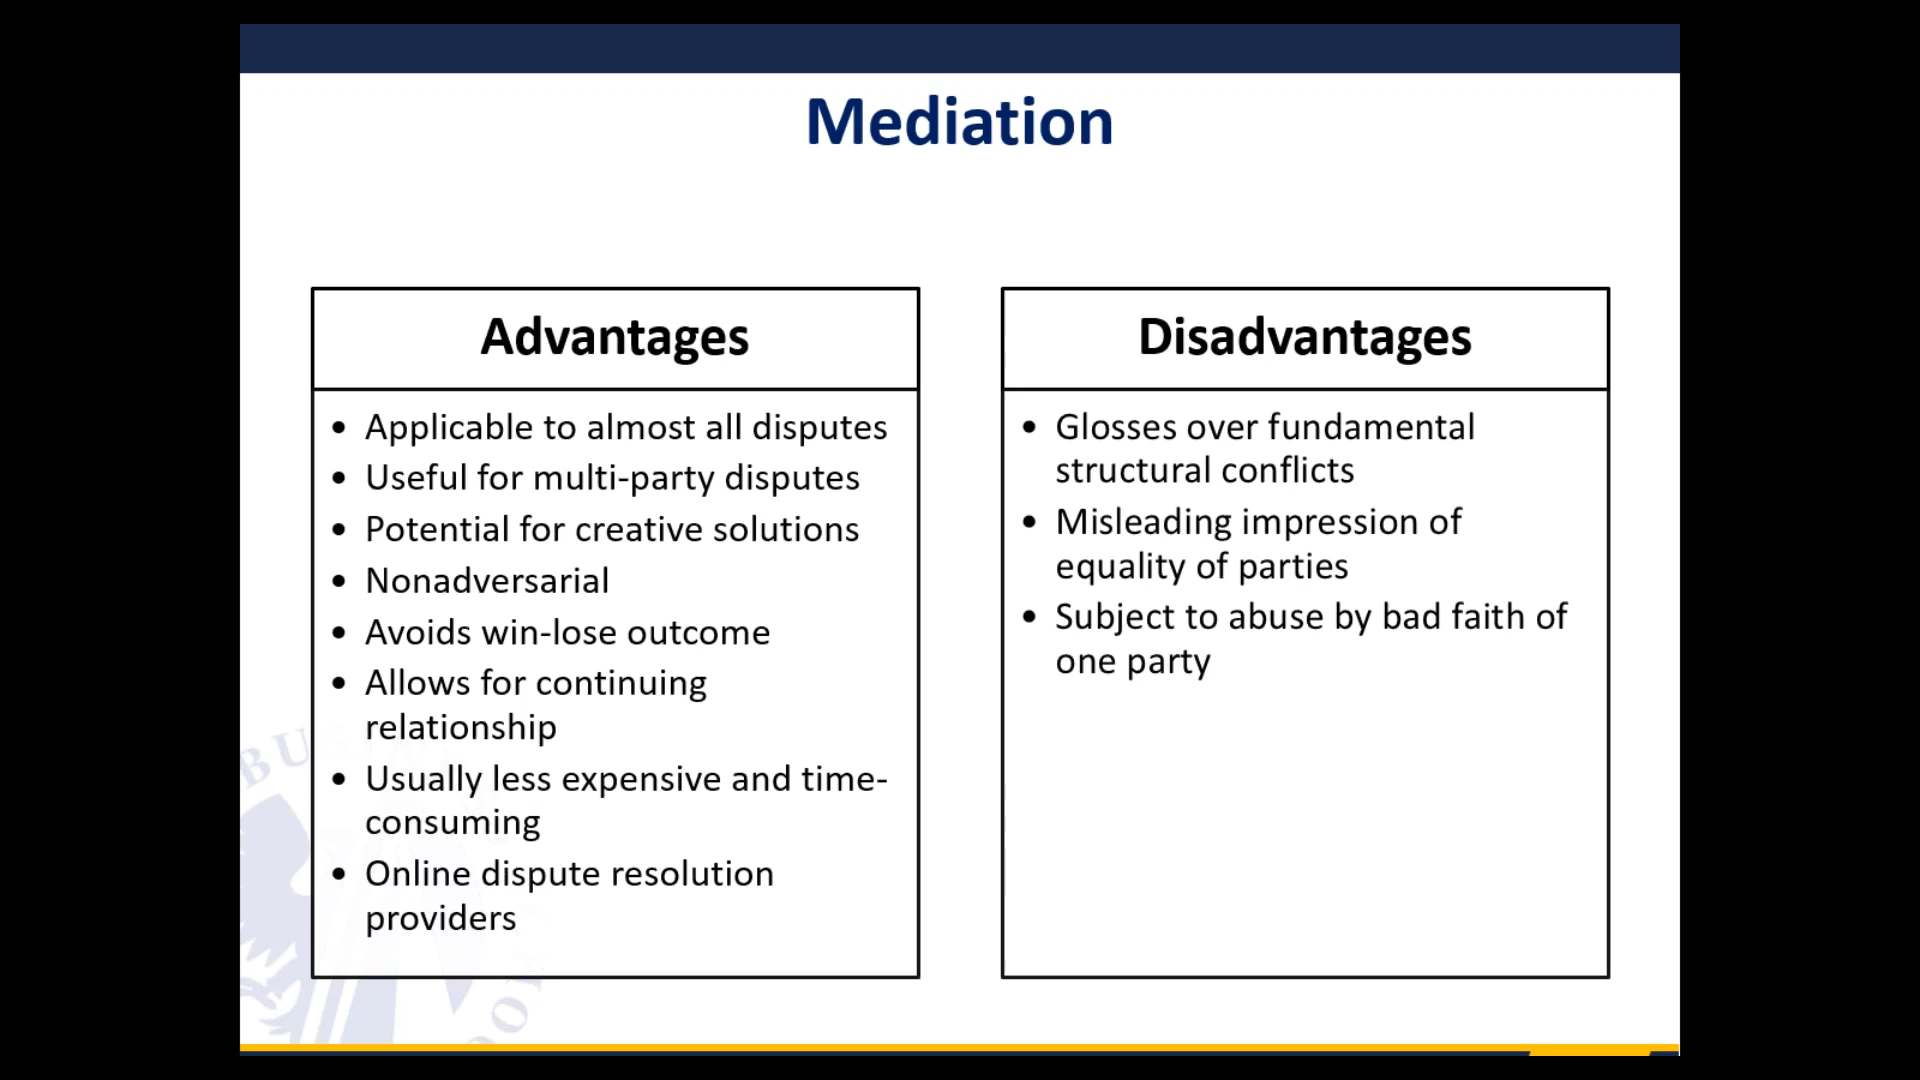 Mediation
Advantages
• Applicable to almost all disputes
• Useful for multi-party disputes
• Potential for creative solutions
• Nonadversarial
• Avoids win-lose outcome
• Allows for continuing
relationship
• Usually less expensive and time-
consuming
• Online dispute resolution
providers
Disadvantages
• Glosses over fundamental
structural conflicts
• Misleading impression of
equality of parties
• Subject to abuse by bad faith of
one party